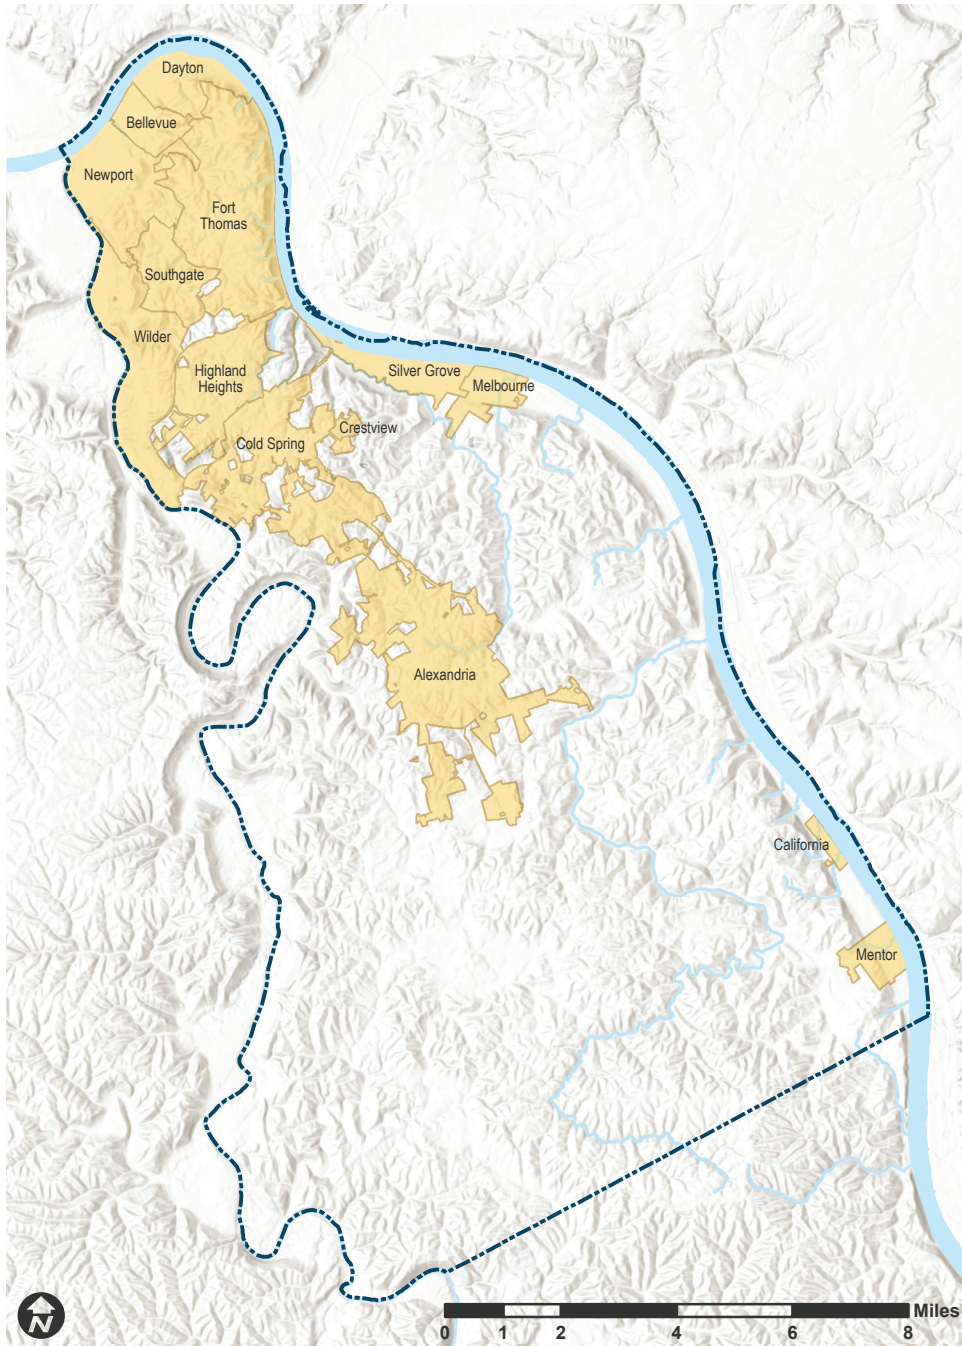 Dayton
Bellevue
Newport
Fort
Thomas
Southgate
Wilder
Highland
Heights
Silver Grove
Melbourne
Crestview
Cold Spring
Alexandria
California
Mentor
N
Miles
0 1 2 4 6 8